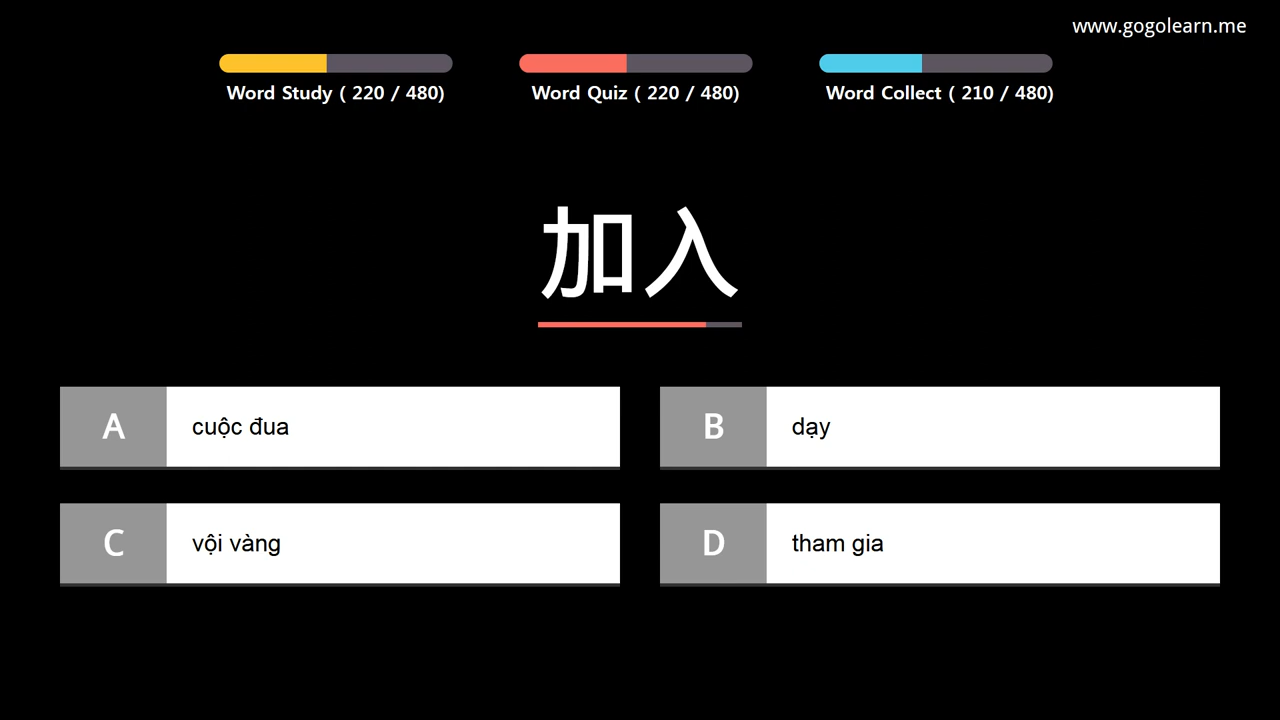 www.gogolearn.me
Word Study ( 220 / 480)
Word Quiz ( 220 / 480)
Word Collect ( 210 / 480)
加入
A cuộc đua
B dạy
C vội vàng
D tham gia